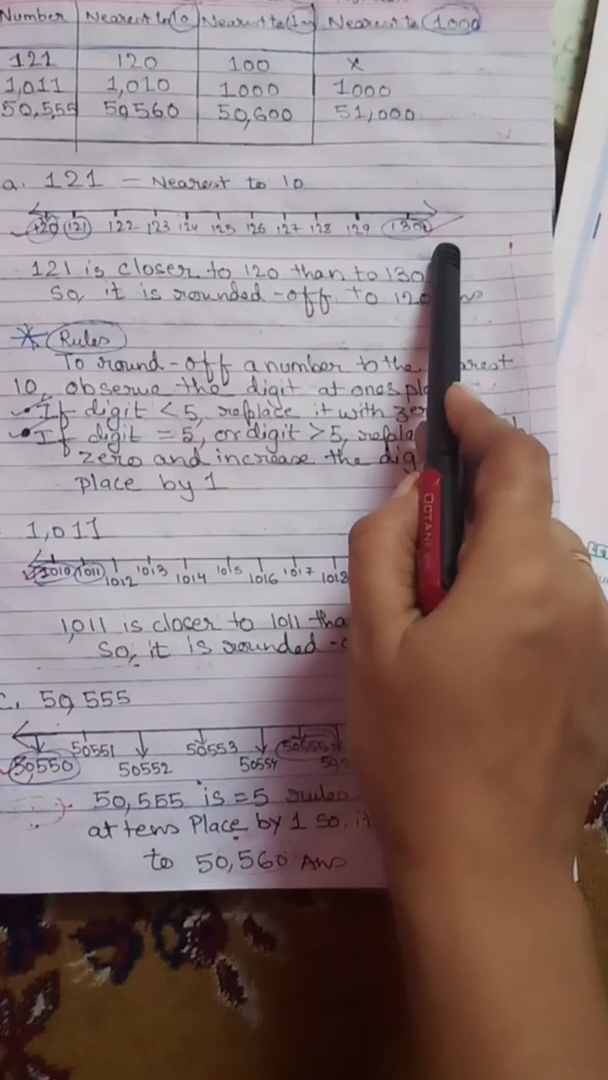 Number Nearest to 10 Nearest to 100 Nearest to 1000
121 120 100 x
1,011 1,010 1000 1000
50,555 50560 50,600 51,000
a. 121 - Nearest to 10
120 121 122 123 124 125 126 127 128 129 130
121 is closer to 120 than to 130
So, it is rounded-off to 120
* Rules
To round-off a number to the
10, observe the digit at ones
• If digit < 5, replace it with
• If digit = 5, or digit > 5,
zero and increase the
place by 1
1,011
1010 1011 1012 1013 1014 1015 1016 1017 1018
1,011 is closer to 1011
So, it is rounded -
OCTANE
c. 50,555
50,550 50551 50552 50553 50554 50555
50,555 is = 5 rules
at tens Place by 1 so, it
to 50,560 Ans